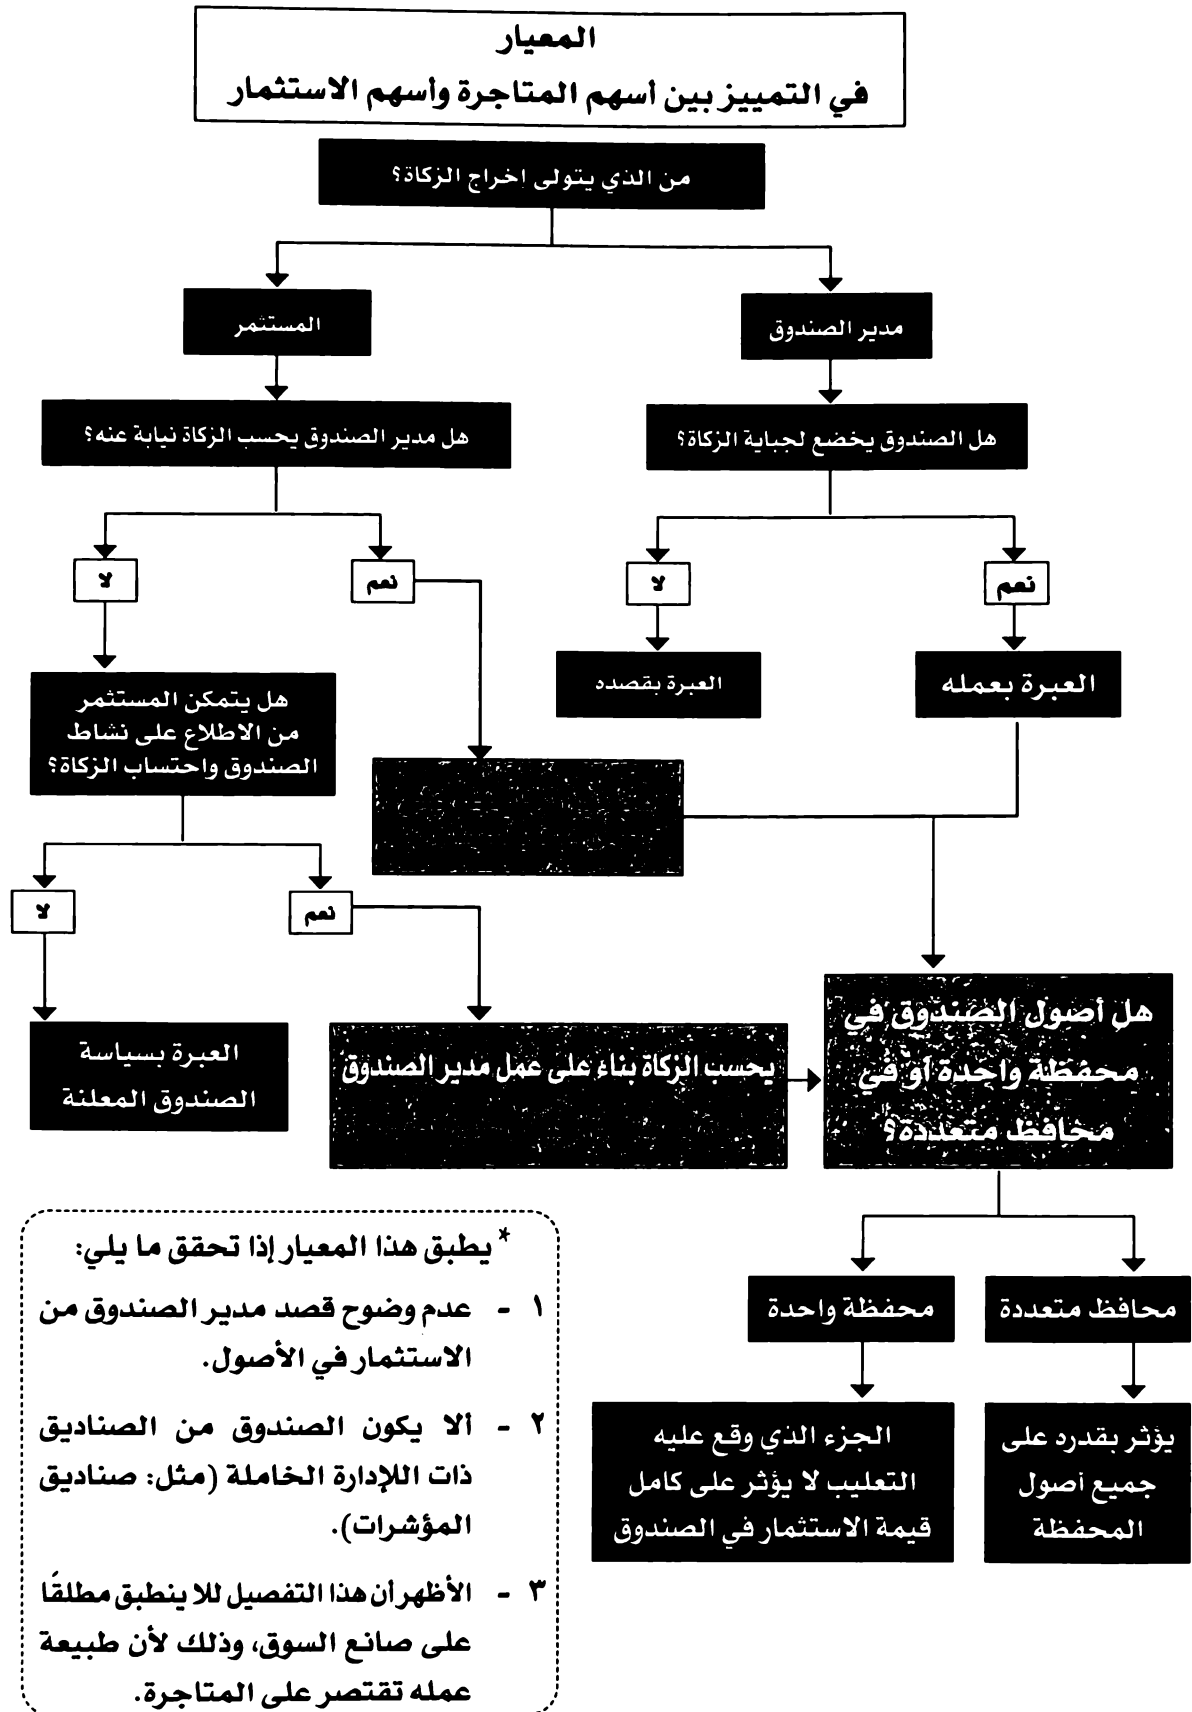 المعيار
في التمييز بين أسهم المتاجرة وأسهم الاستثمار
من الذي يتولى إخراج الزكاة؟
مدير الصندوق
المستثمر
هل الصندوق يخضع لجباية الزكاة؟
هل مدير الصندوق يحسب الزكاة نيابة عنه؟
نعم
لا
نعم
لا
العبرة بعمله
العبرة بقصده
هل يتمكن المستثمر
من الاطلاع على نشاط
الصندوق واحتساب الزكاة؟
نعم
لا
هل أصول الصندوق في
محفظة واحدة أو في
محافظ متعددة؟
يحسب الزكاة بناء على عمل مدير الصندوق
العبرة بسياسة
الصندوق المعلنة
محافظ متعددة
محفظة واحدة
يؤثر بقدره على
جميع أصول
المحفظة
الجزء الذي وقع عليه
التعليب لا يؤثر على كامل
قيمة الاستثمار في الصندوق
* يطبق هذا المعيار إذا تحقق ما يلي:
١ - عدم وضوح قصد مدير الصندوق من
الاستثمار في الأصول.
٢ - ألا يكون الصندوق من الصناديق
ذات اللإدارة الخاملة (مثل: صناديق
المؤشرات).
٣ - الأظهر أن هذا التفصيل للا ينطبق مطلقًا
على صانع السوق، وذلك لأن طبيعة
عمله تقتصر على المتاجرة.